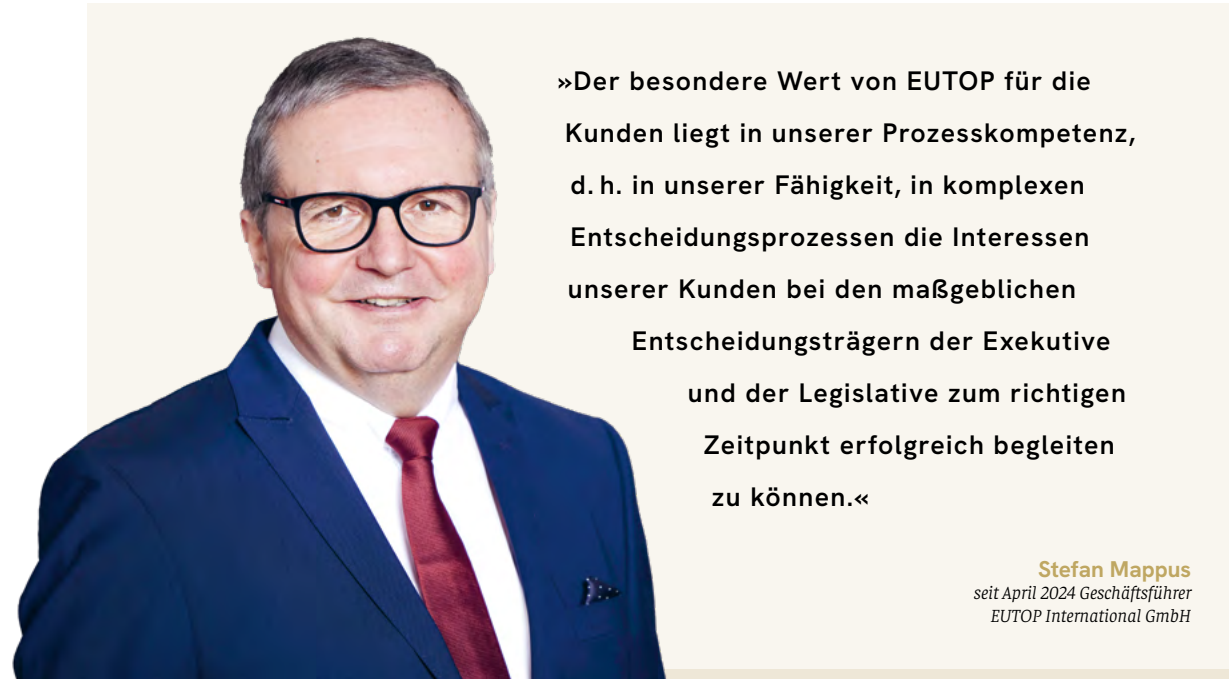 »Der besondere Wert von EUTOP für die
Kunden liegt in unserer Prozesskompetenz,
d. h. in unserer Fähigkeit, in komplexen
Entscheidungsprozessen die Interessen
unserer Kunden bei den maßgeblichen
Entscheidungsträgern der Exekutive
und der Legislative zum richtigen
Zeitpunkt erfolgreich begleiten
zu können.«
Stefan Mappus
seit April 2024 Geschäftsführer
EUTOP International GmbH